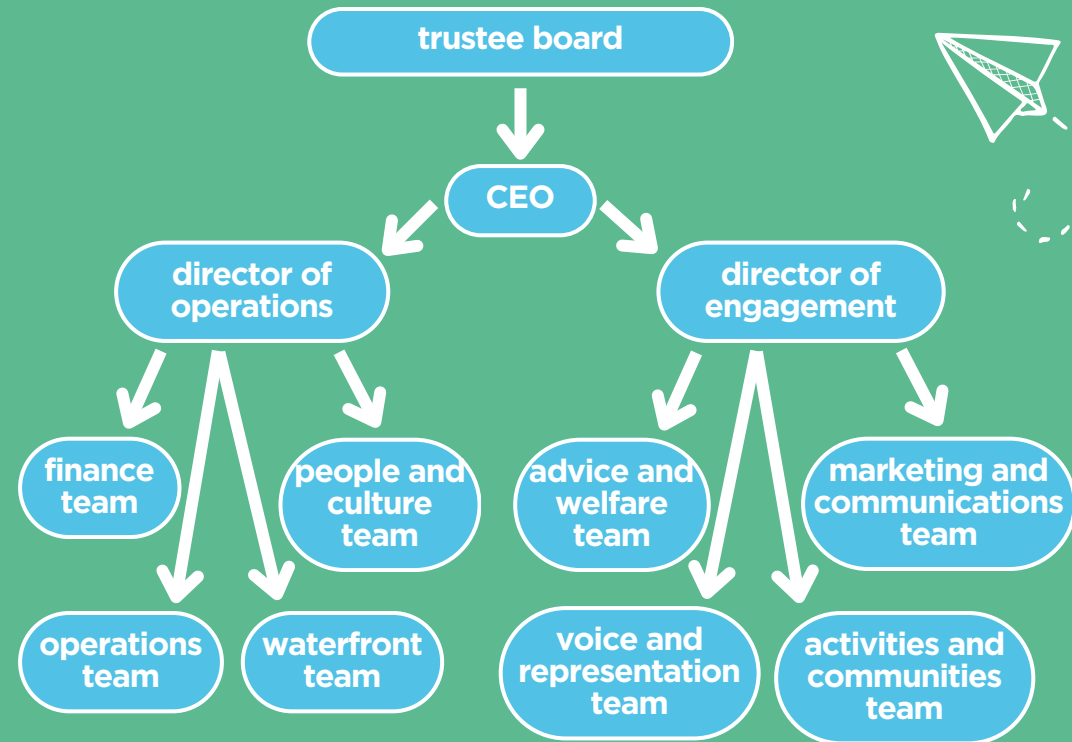 trustee board
CEO
director of
operations
director of
engagement
finance
team
people and
culture
team
advice and
welfare
team
marketing and
communications
team
operations
team
waterfront
team
voice and
representation
team
activities and
communities
team